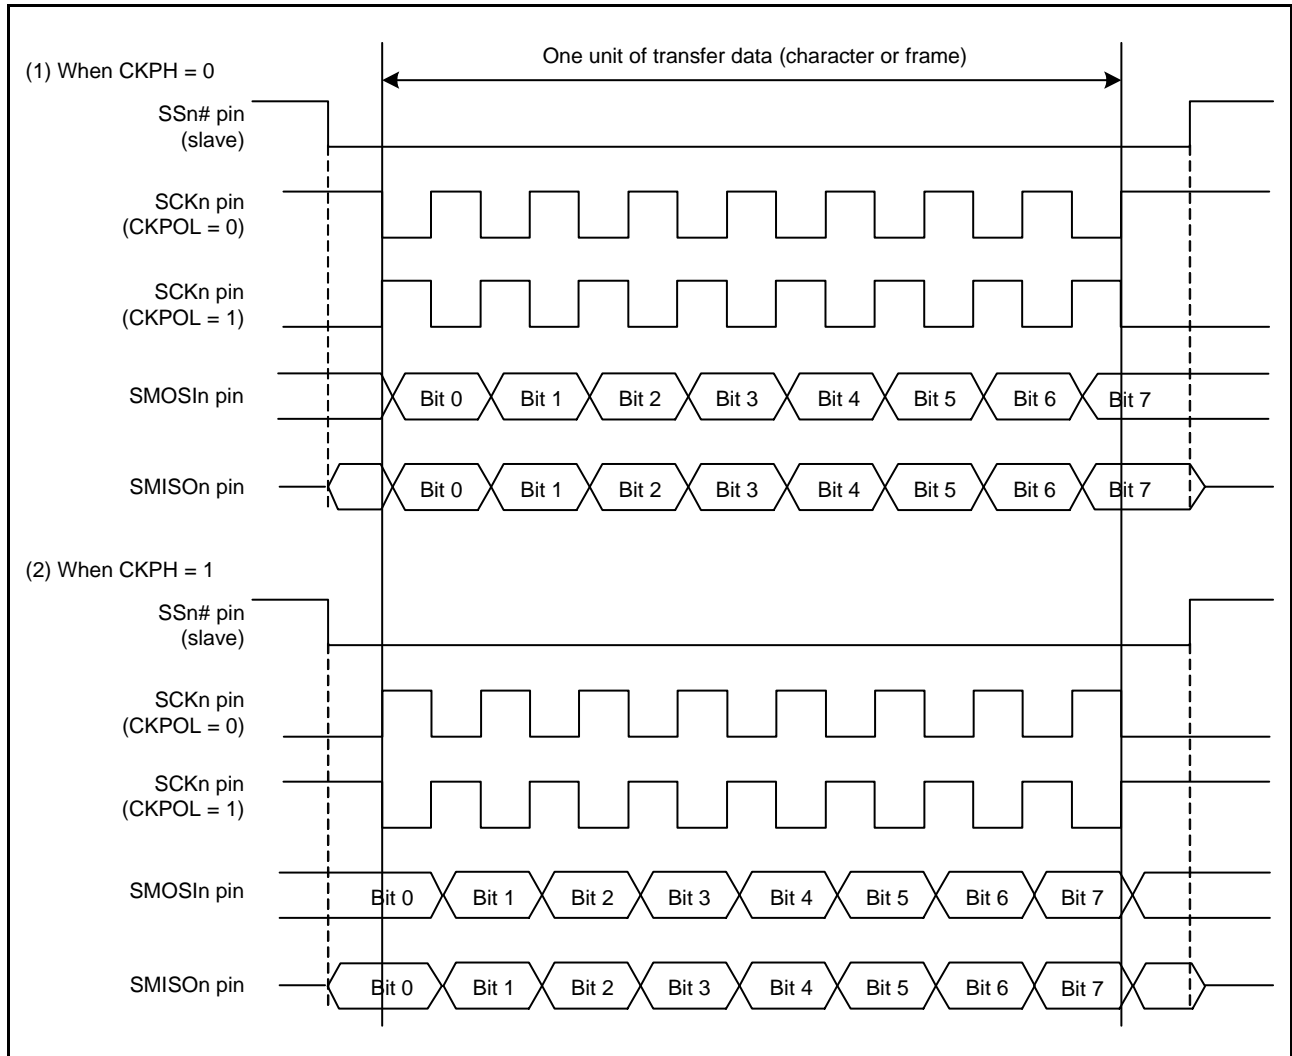 One unit of transfer data (character or frame)
(1) When CKPH = 0
SSn# pin
(slave)
SCKn pin
(CKPOL = 0)
SCKn pin
(CKPOL = 1)
SMOSIn pin
Bit 0 Bit 1 Bit 2 Bit 3 Bit 4 Bit 5 Bit 6 Bit 7
SMISOn pin
Bit 0 Bit 1 Bit 2 Bit 3 Bit 4 Bit 5 Bit 6 Bit 7
(2) When CKPH = 1
SSn# pin
(slave)
SCKn pin
(CKPOL = 0)
SCKn pin
(CKPOL = 1)
SMOSIn pin
Bit 0 Bit 1 Bit 2 Bit 3 Bit 4 Bit 5 Bit 6 Bit 7
SMISOn pin
Bit 0 Bit 1 Bit 2 Bit 3 Bit 4 Bit 5 Bit 6 Bit 7